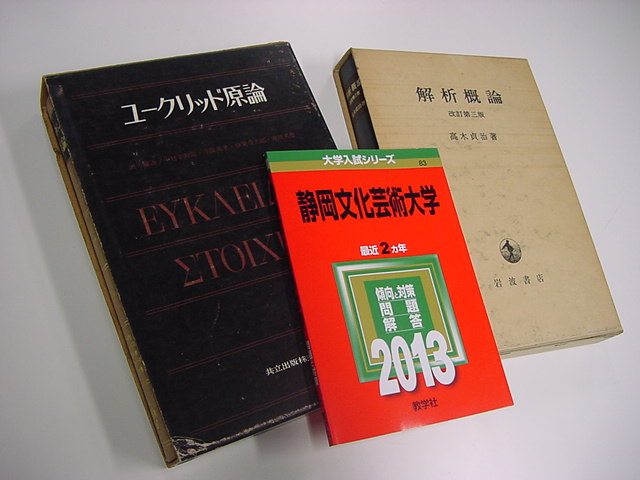 ユークリッド原論
ΕΥΚΛΕΙΔ
ΣΤΟΙΧ
共立出版株
大学入試シリーズ
83
静岡文化芸術大学
最近2ヵ年
傾向と対策
問題
解答
2013
教学社
解析概論
改訂第三版
高木貞治著
岩波書店